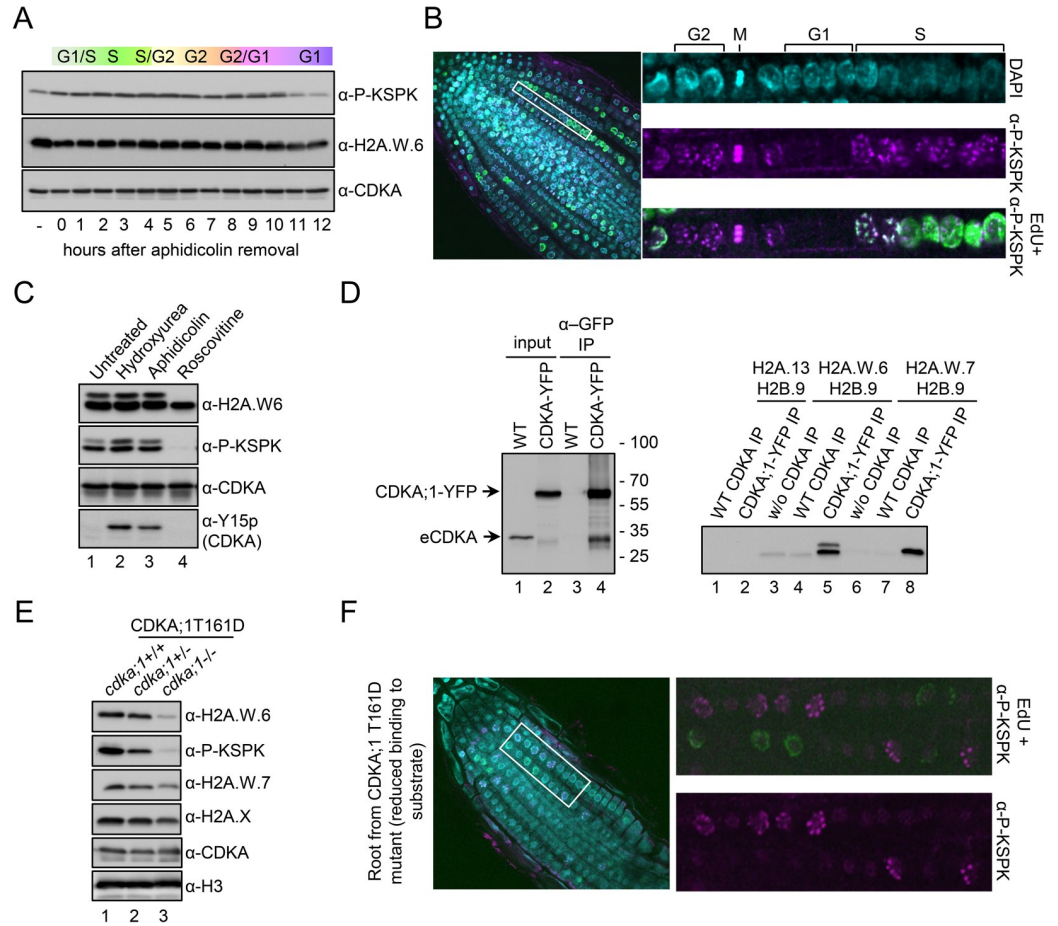 A
G1/S S S/G2 G2 G2/G1 G1
α-P-KSPK
α-H2A.W.6
α-CDKA
- 0 1 2 3 4 5 6 7 8 9 10 11 12
hours after aphidicolin removal
B
G2 M G1 S
DAPI
α-P-KSPK
EdU+
α-P-KSPK
C
Untreated
Hydroxyurea
Aphidicolin
Roscovitine
α-H2A.W6
α-P-KSPK
α-CDKA
α-Y15p
(CDKA)
1 2 3 4
D
α–GFP
input IP
WT
CDKA-YFP
WT
CDKA-YFP
- 100
- 70
- 55
- 35
- 25
CDKA;1-YFP
eCDKA
1 2 3 4
H2A.13 H2A.W.6 H2A.W.7
H2B.9 H2B.9 H2B.9
WT CDKA IP
CDKA;1-YFP IP
w/o CDKA IP
WT CDKA IP
CDKA;1-YFP IP
w/o CDKA IP
WT CDKA IP
CDKA;1-YFP IP
1 2 3 4 5 6 7 8
E
CDKA;1T161D
cdka;1+/+
cdka;1+/-
cdka;1-/-
α-H2A.W.6
α-P-KSPK
α-H2A.W.7
α-H2A.X
α-CDKA
α-H3
1 2 3
F
Root from CDKA;1 T161D
mutant (reduced binding to
substrate)
EdU +
α-P-KSPK
α-P-KSPK